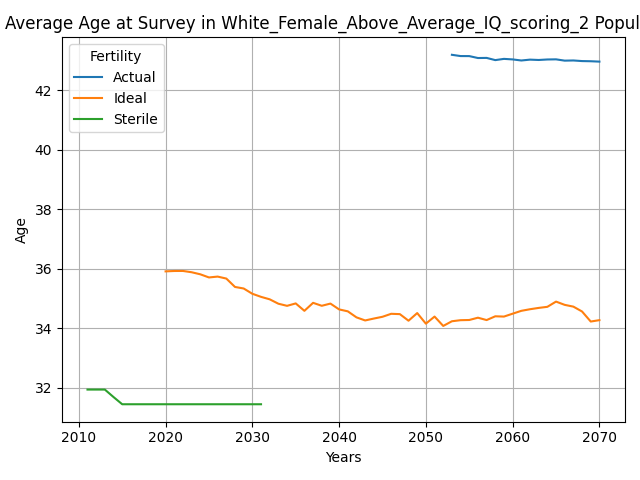 Average Age at Survey in White_Female_Above_Average_IQ_scoring_2 Popul
Fertility
Actual
Ideal
Sterile
42
40
38
36
34
32
Age
2010 2020 2030 2040 2050 2060 2070
Years